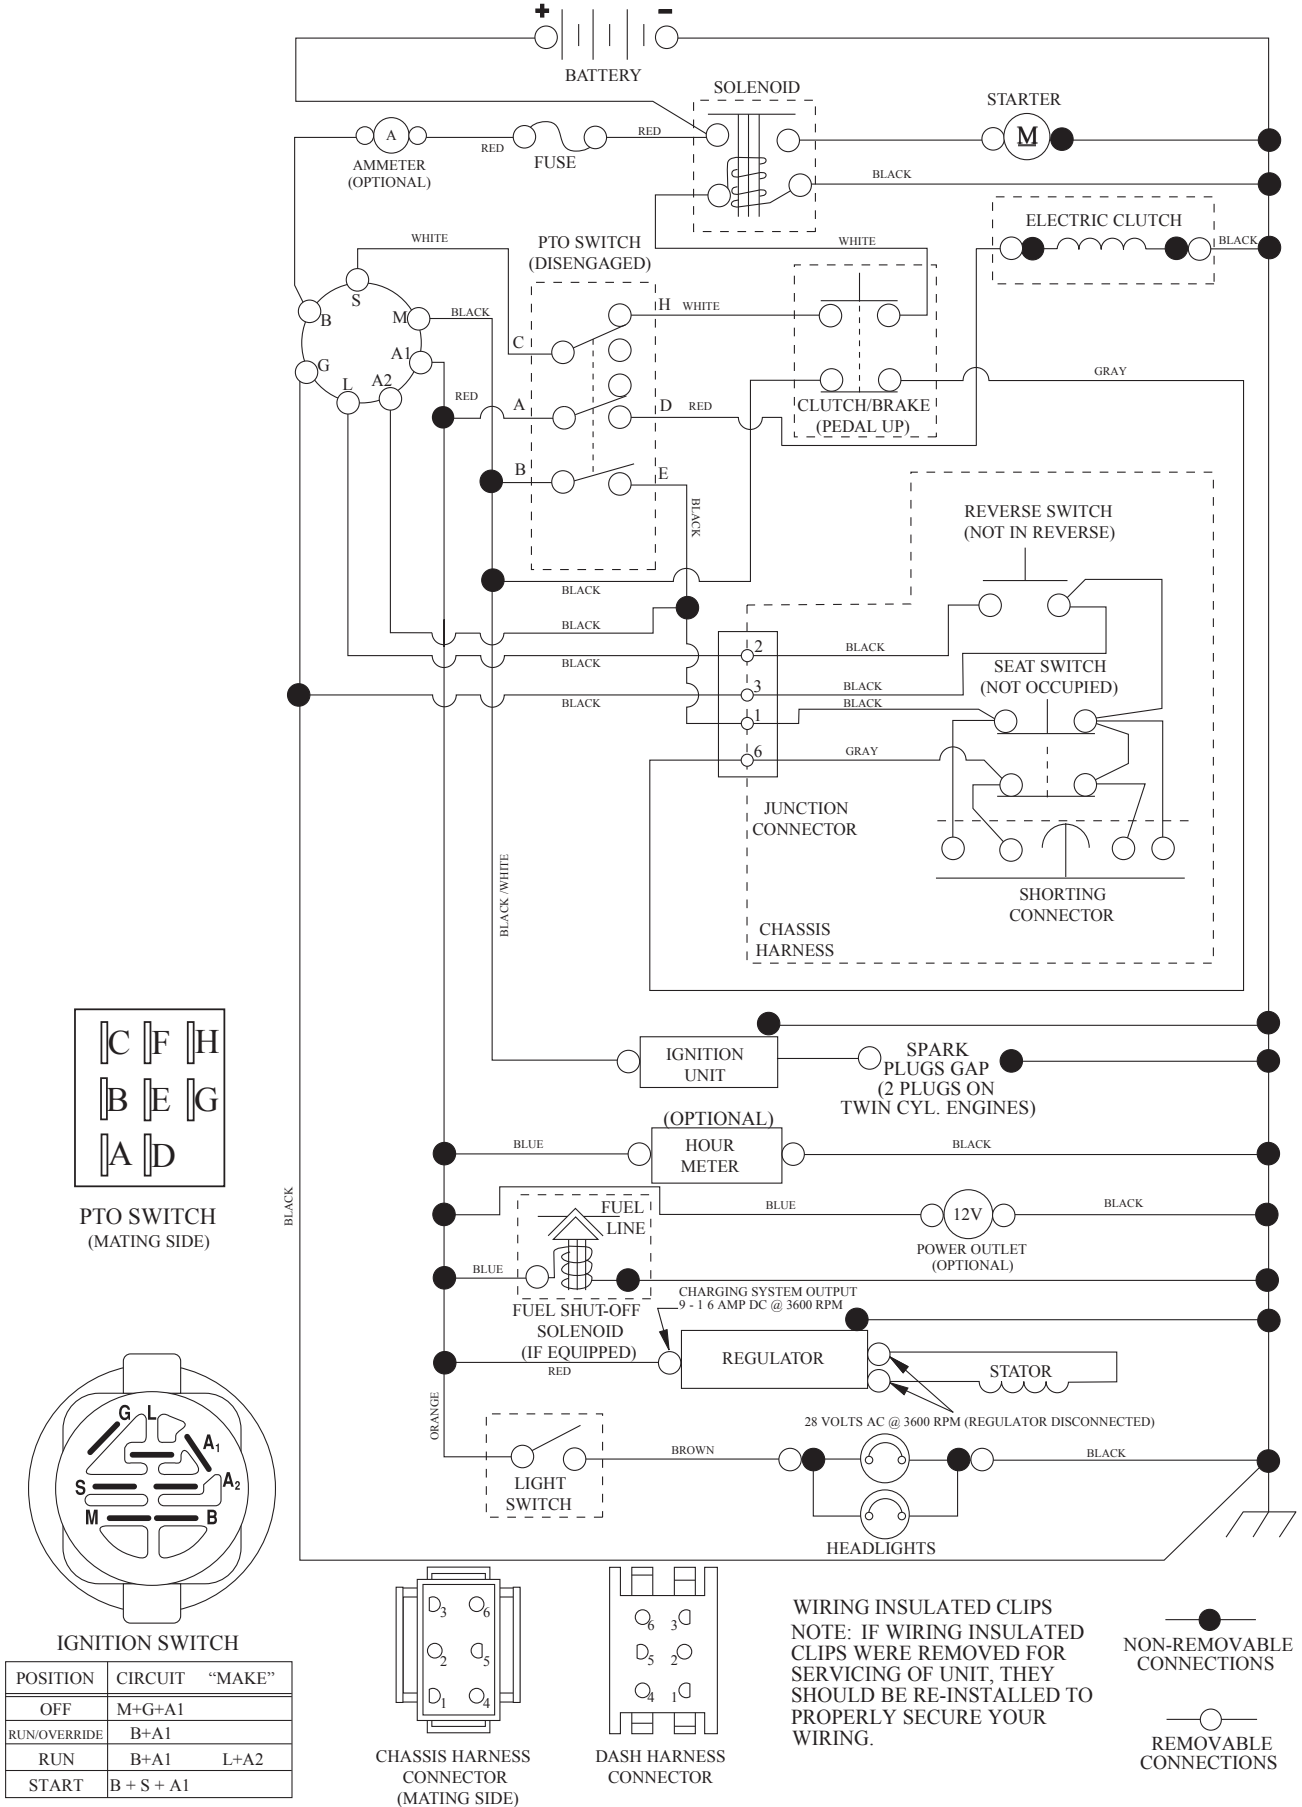 + −
BATTERY
SOLENOID
STARTER
A
M
AMMETER
(OPTIONAL)
RED
FUSE
RED
BLACK
ELECTRIC CLUTCH
BLACK
WHITE
PTO SWITCH
(DISENGAGED)
WHITE
S
B
M
BLACK
G
A1
L
A2
H
WHITE
C
RED
A
D
RED
B
E
BLACK
CLUTCH/BRAKE
(PEDAL UP)
GRAY
REVERSE SWITCH
(NOT IN REVERSE)
BLACK
BLACK
BLACK
2
BLACK
SEAT SWITCH
(NOT OCCUPIED)
3
BLACK
BLACK
BLACK
1
6
GRAY
JUNCTION
CONNECTOR
SHORTING
CONNECTOR
CHASSIS
HARNESS
BLACK /WHITE
C F H
B E G
A D
PTO SWITCH
(MATING SIDE)
BLACK
IGNITION
UNIT
SPARK
PLUGS GAP
(2 PLUGS ON
TWIN CYL. ENGINES)
(OPTIONAL)
BLUE
HOUR
METER
BLACK
FUEL
LINE
BLUE
12V
BLACK
POWER OUTLET
(OPTIONAL)
BLUE
FUEL SHUT-OFF
SOLENOID
(IF EQUIPPED)
CHARGING SYSTEM OUTPUT
9 - 1 6 AMP DC @ 3600 RPM
RED
REGULATOR
STATOR
28 VOLTS AC @ 3600 RPM (REGULATOR DISCONNECTED)
ORANGE
LIGHT
SWITCH
BROWN
BLACK
HEADLIGHTS
G L
A1
S
A2
M
B
IGNITION SWITCH
POSITION CIRCUIT “MAKE”
OFF M+G+A1
RUN/OVERRIDE B+A1
RUN B+A1 L+A2
START B + S + A1
3 6
2 5
1 4
CHASSIS HARNESS
CONNECTOR
(MATING SIDE)
6 3
5 2
4 1
DASH HARNESS
CONNECTOR
WIRING INSULATED CLIPS
NOTE: IF WIRING INSULATED
CLIPS WERE REMOVED FOR
SERVICING OF UNIT, THEY
SHOULD BE RE-INSTALLED TO
PROPERLY SECURE YOUR
WIRING.
NON-REMOVABLE
CONNECTIONS
REMOVABLE
CONNECTIONS